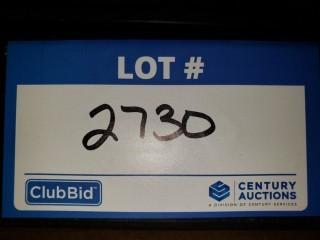 LOT #
2730
ClubBid
CENTURY
AUCTIONS
A DIVISION OF CENTURY SERVICES